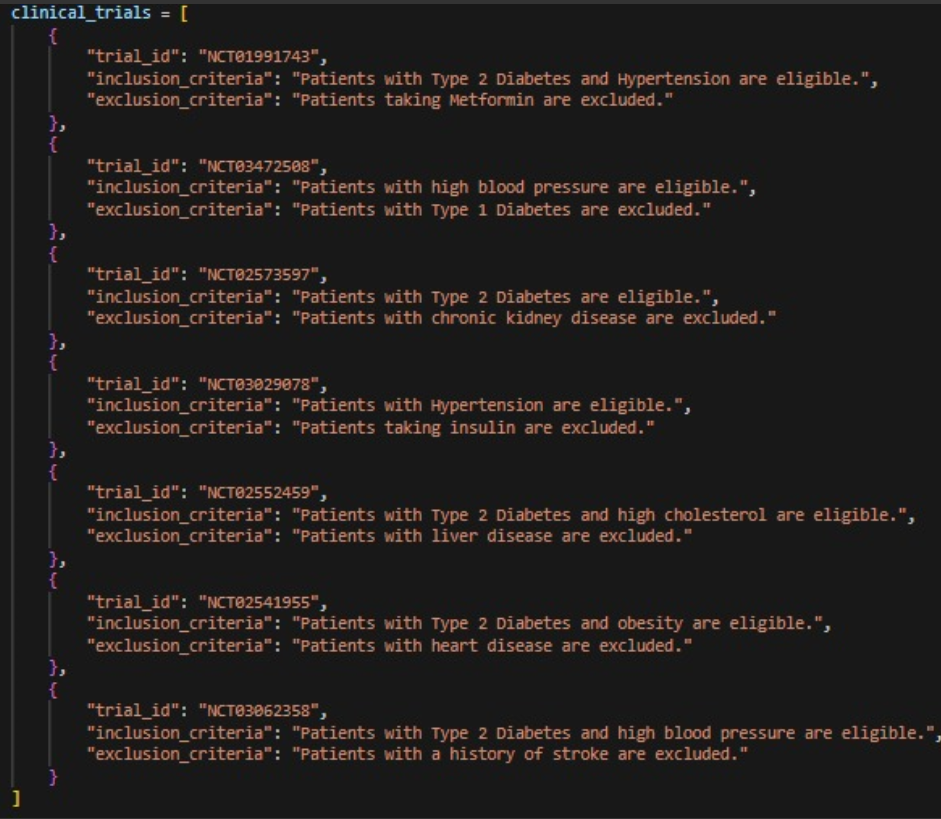 clinical_trials = [
    {
        "trial_id": "NCT01991743",
        "inclusion_criteria": "Patients with Type 2 Diabetes and Hypertension are eligible.",
        "exclusion_criteria": "Patients taking Metformin are excluded."
    },
    {
        "trial_id": "NCT03472508",
        "inclusion_criteria": "Patients with high blood pressure are eligible.",
        "exclusion_criteria": "Patients with Type 1 Diabetes are excluded."
    },
    {
        "trial_id": "NCT02573597",
        "inclusion_criteria": "Patients with Type 2 Diabetes are eligible.",
        "exclusion_criteria": "Patients with chronic kidney disease are excluded."
    },
    {
        "trial_id": "NCT03029078",
        "inclusion_criteria": "Patients with Hypertension are eligible.",
        "exclusion_criteria": "Patients taking insulin are excluded."
    },
    {
        "trial_id": "NCT02552459",
        "inclusion_criteria": "Patients with Type 2 Diabetes and high cholesterol are eligible.",
        "exclusion_criteria": "Patients with liver disease are excluded."
    },
    {
        "trial_id": "NCT02541955",
        "inclusion_criteria": "Patients with Type 2 Diabetes and obesity are eligible.",
        "exclusion_criteria": "Patients with heart disease are excluded."
    },
    {
        "trial_id": "NCT03062358",
        "inclusion_criteria": "Patients with Type 2 Diabetes and high blood pressure are eligible.",
        "exclusion_criteria": "Patients with a history of stroke are excluded."
    }
]